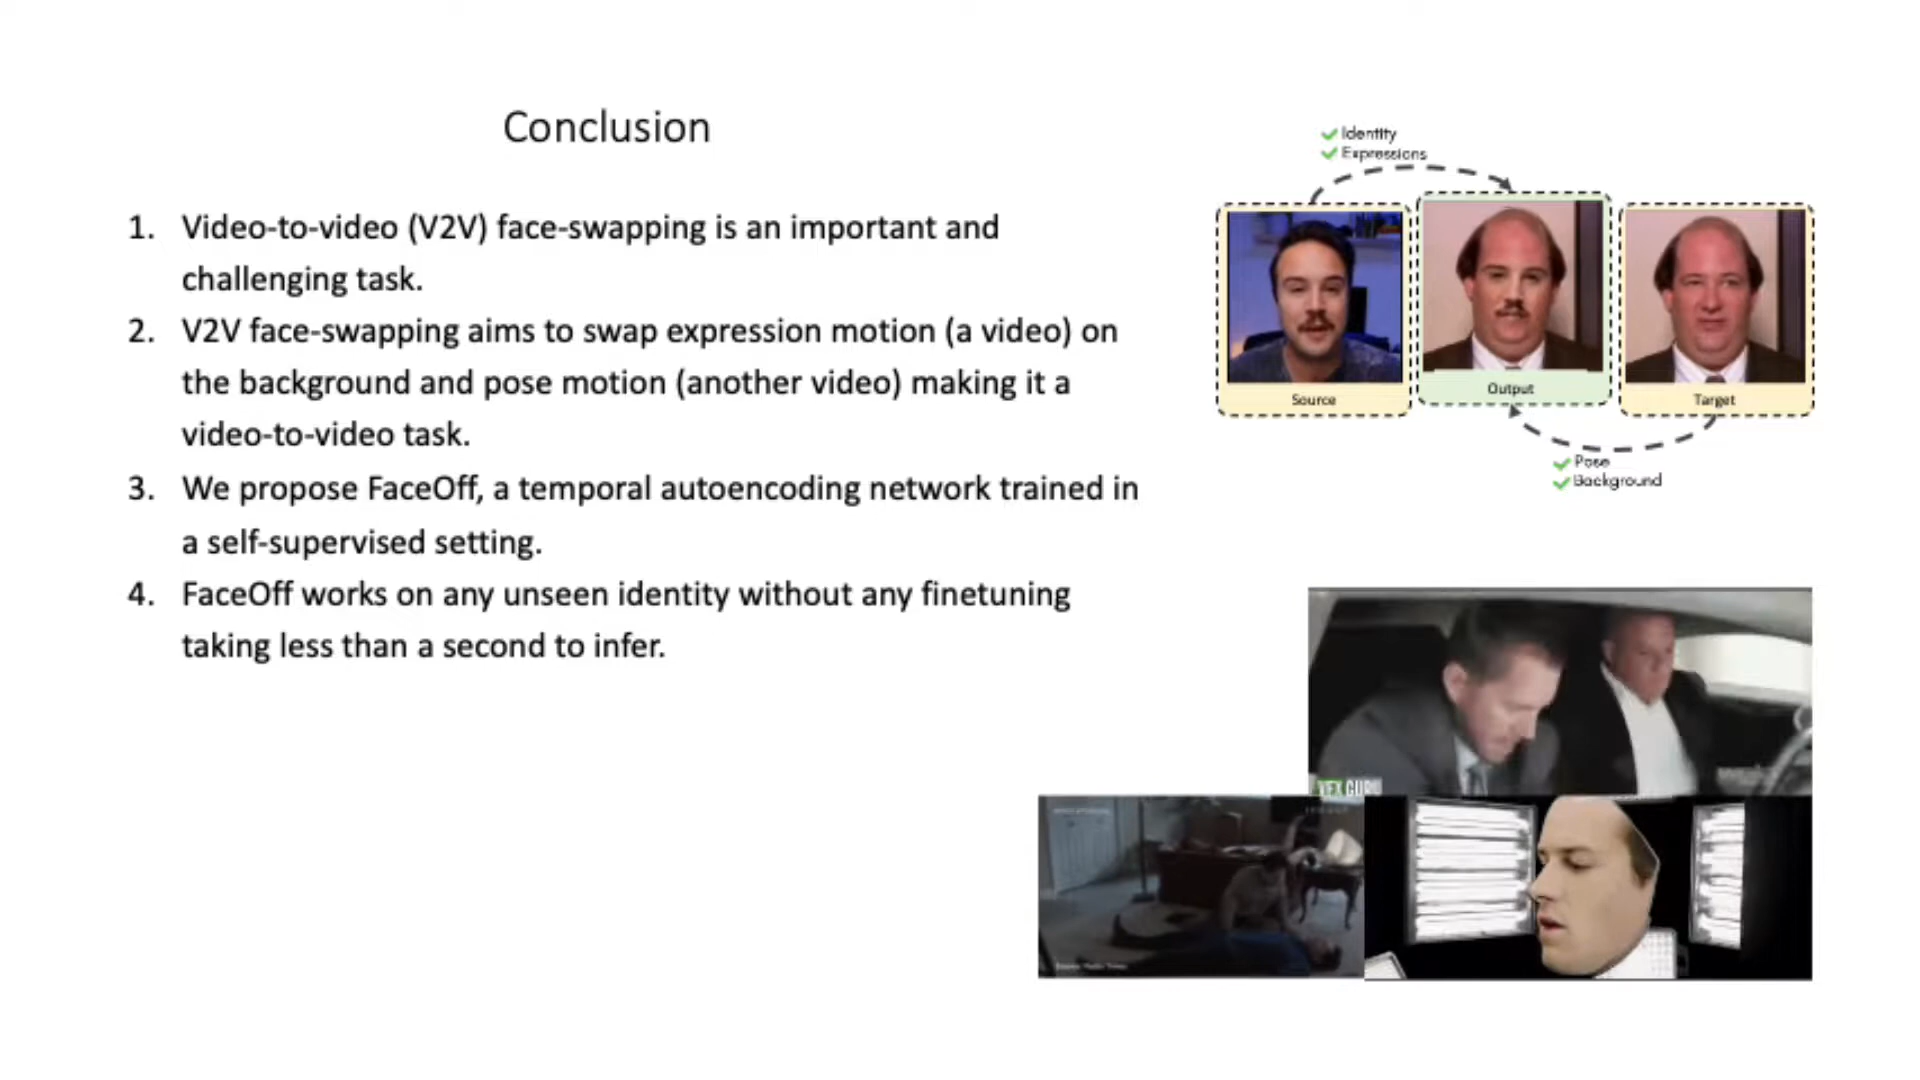 Conclusion
1. Video-to-video (V2V) face-swapping is an important and
challenging task.
2. V2V face-swapping aims to swap expression motion (a video) on
the background and pose motion (another video) making it a
video-to-video task.
3. We propose FaceOff, a temporal autoencoding network trained in
a self-supervised setting.
4. FaceOff works on any unseen identity without any finetuning
taking less than a second to infer.
Identity
Expressions
Source
Output
Target
Pose
Background